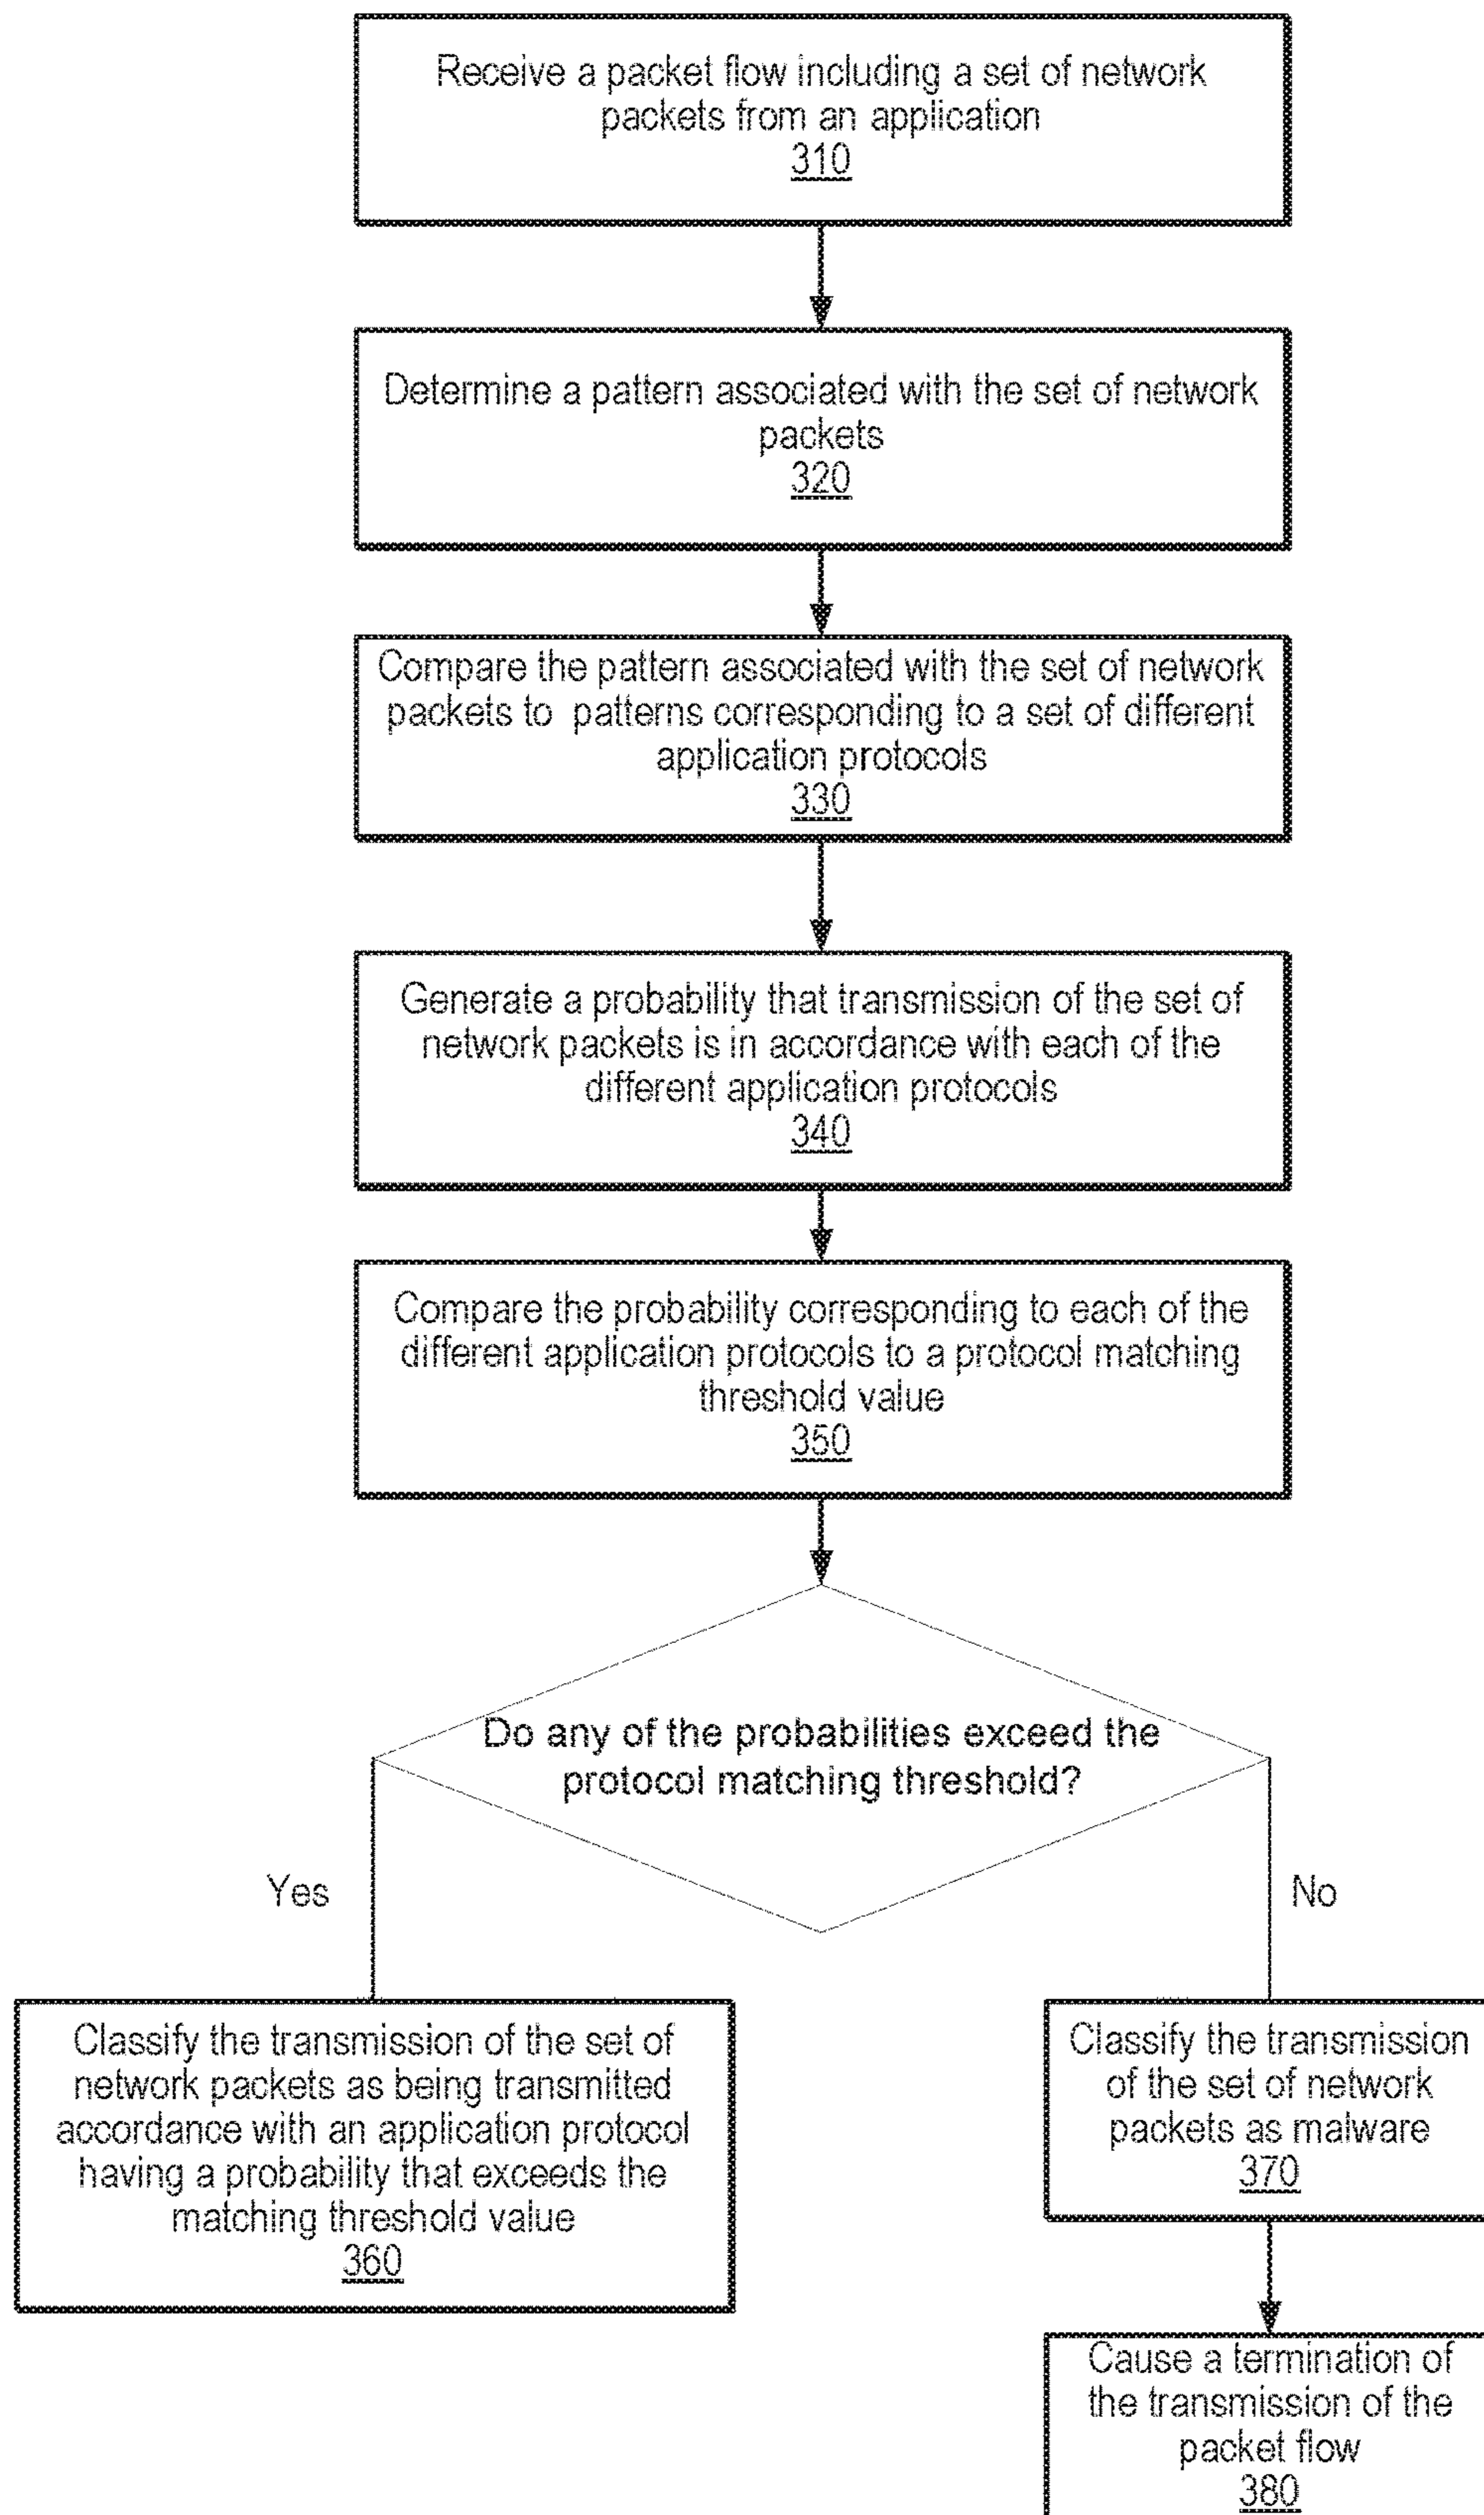 Receive a packet flow including a set of network
packets from an application
310
Determine a pattern associated with the set of network
packets
320
Compare the pattern associated with the set of network
packets to patterns corresponding to a set of different
application protocols
330
Generate a probability that transmission of the set of
network packets is in accordance with each of the
different application protocols
340
Compare the probability corresponding to each of the
different application protocols to a protocol matching
threshold value
350
Do any of the probabilities exceed the
protocol matching threshold?
Yes
No
Classify the transmission of the set of
network packets as being transmitted
accordance with an application protocol
having a probability that exceeds the
matching threshold value
360
Classify the transmission
of the set of network
packets as malware
370
Cause a termination of
the transmission of the
packet flow
380